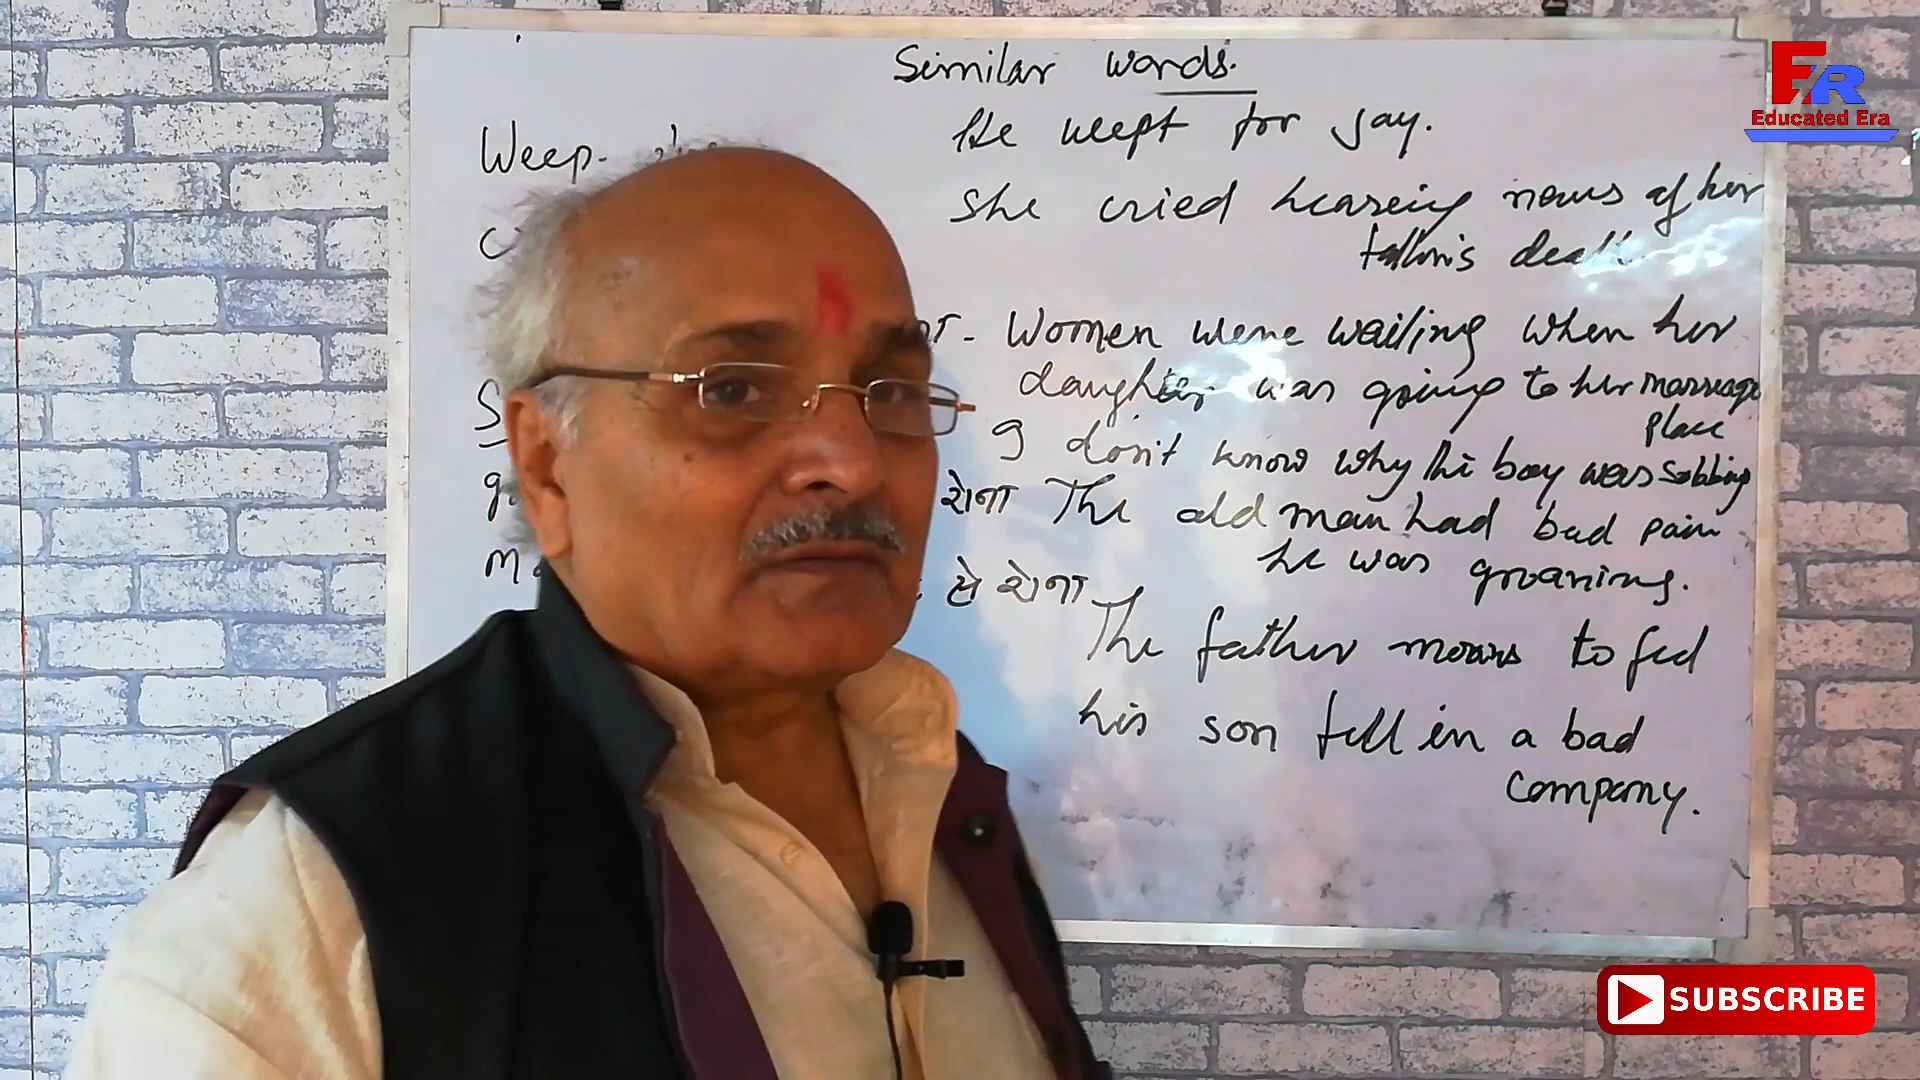 Similar words.
Weep-
He wept for Joy.
She cried hearing news of her
father's death.
Women were wailing when her
daughter was going to her marriage
place
I don't know why the boy was sobbing
रोना The old man had bad pain
he was groaning.
से रोना
The father moans to
his son fell in a bad
company.
E7R
Educated Era
SUBSCRIBE